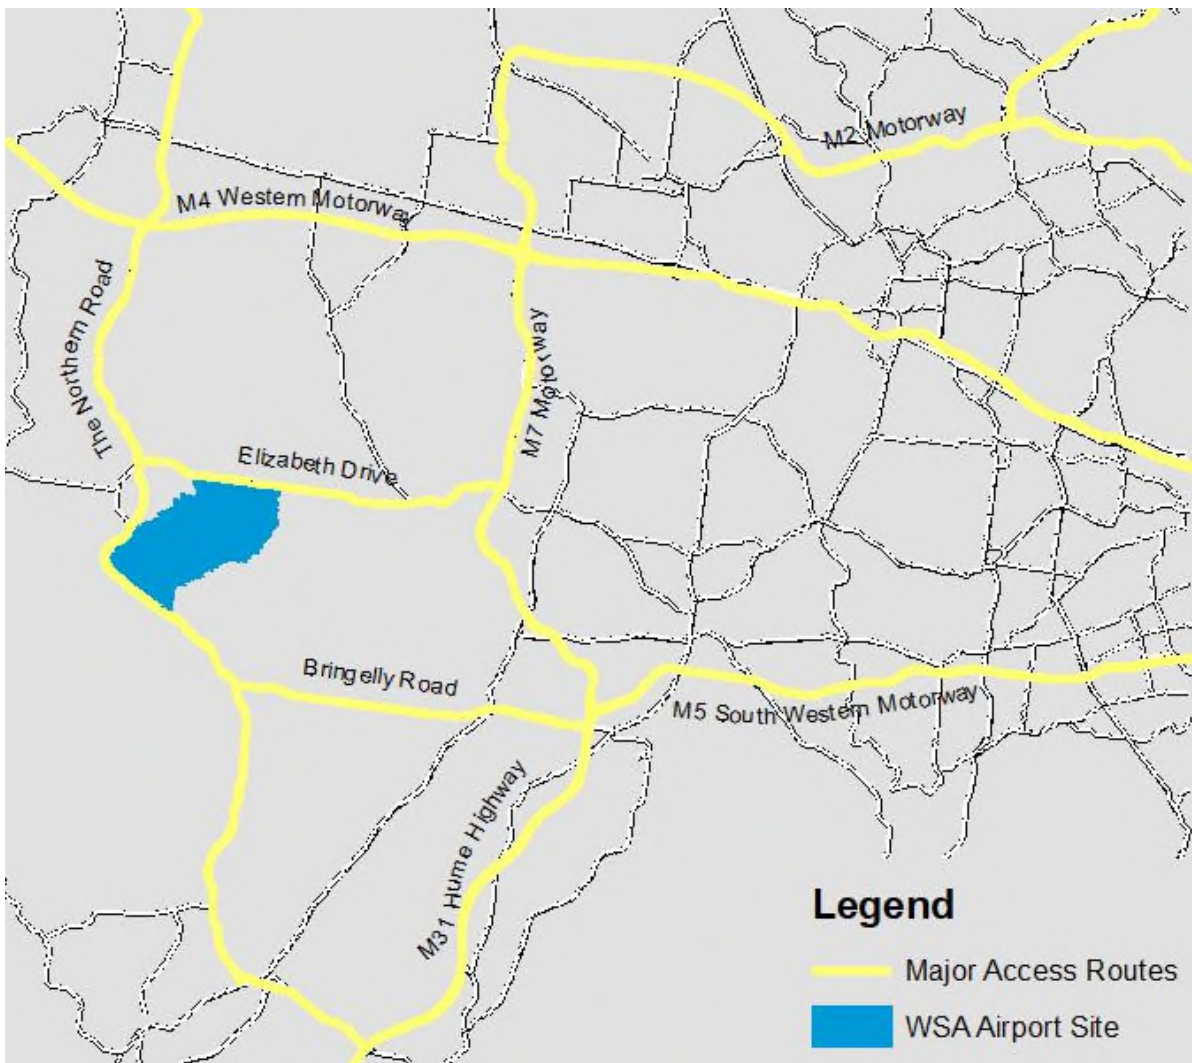 M2 Motorway
M4 Western Motorway
The Northern Road
M7 Motorway
Elizabeth Drive
Bringelly Road
M5 South Western Motorway
M31 Hume Highway
Legend
Major Access Routes
WSA Airport Site